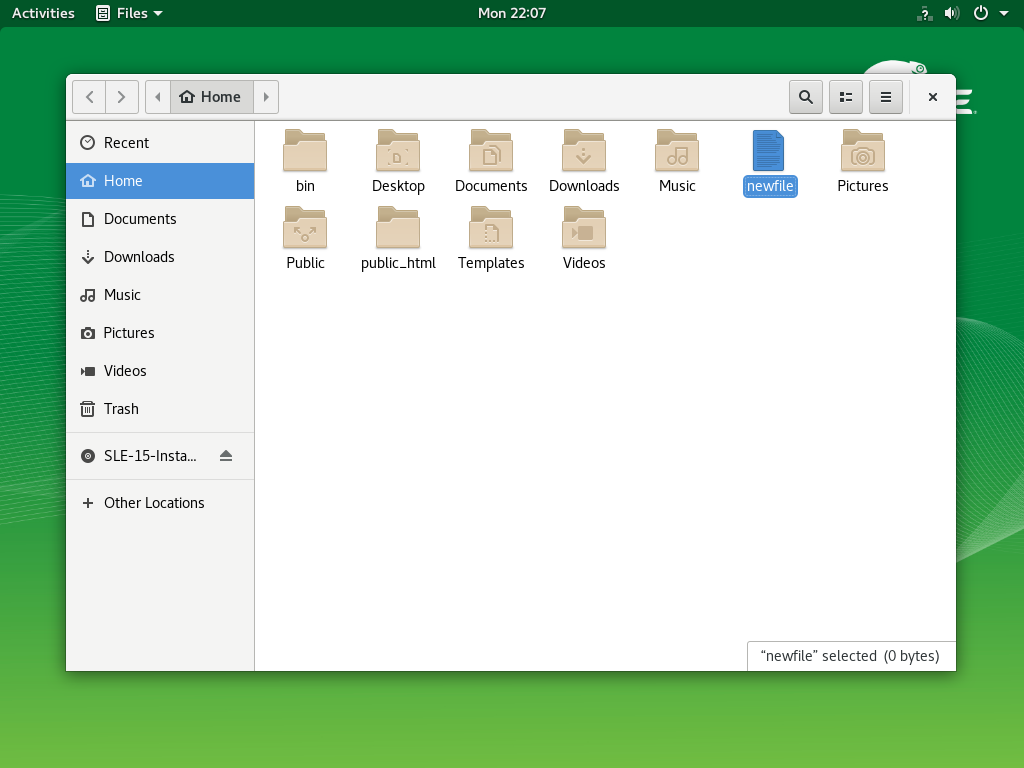 Activities Files Mon 22:07
Home
Recent
Home
Documents
Downloads
Music
Pictures
Videos
Trash
SLE-15-Insta...
Other Locations
bin Desktop Documents Downloads Music newfile Pictures
Public public_html Templates Videos
“newfile” selected (0 bytes)